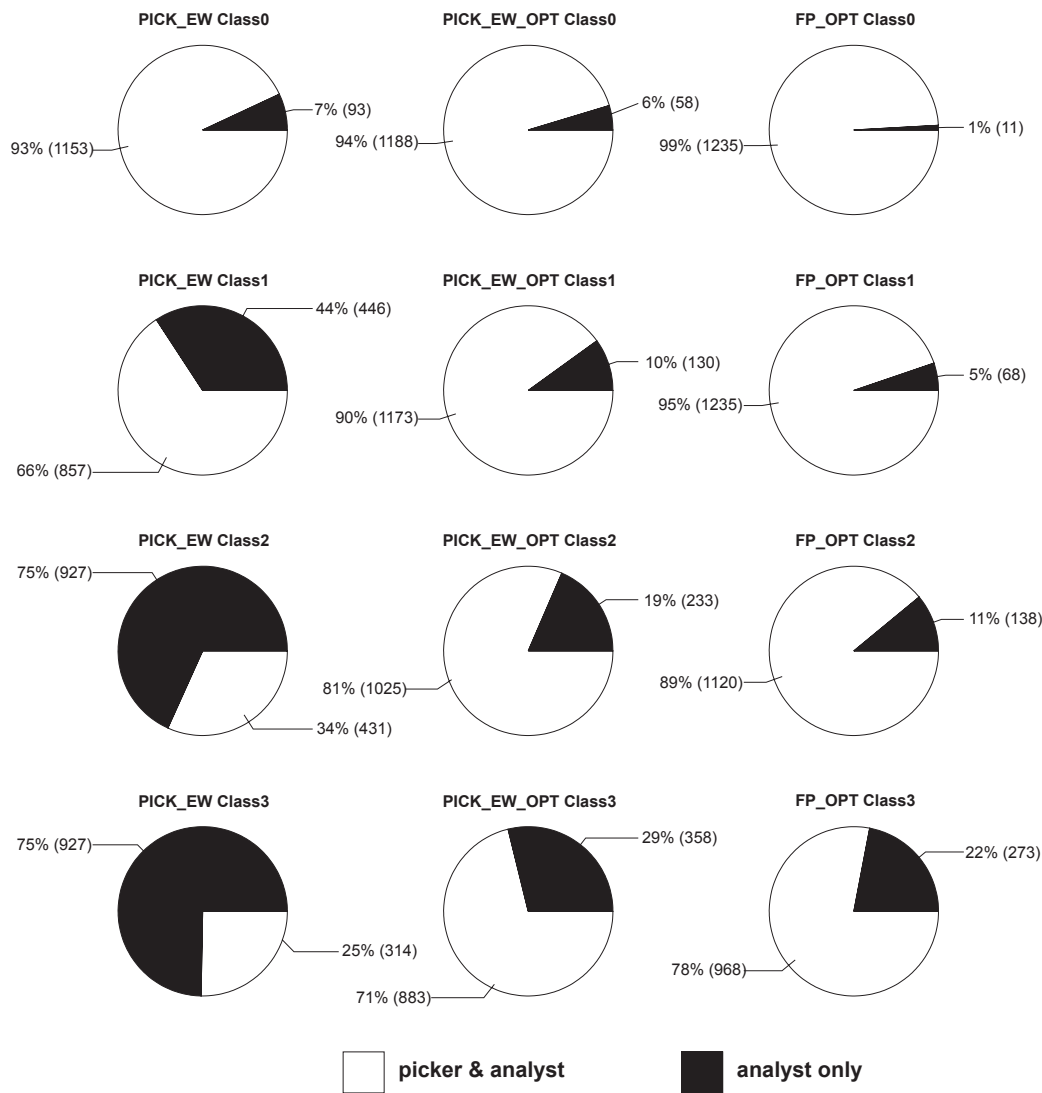 PICK_EW Class0 PICK_EW_OPT Class0 FP_OPT Class0
7% (93) 6% (58) 1% (11)
93% (1153) 94% (1188) 99% (1235)
PICK_EW Class1 PICK_EW_OPT Class1 FP_OPT Class1
44% (446) 10% (130) 5% (68)
66% (857) 90% (1173) 95% (1235)
PICK_EW Class2 PICK_EW_OPT Class2 FP_OPT Class2
75% (927) 19% (233) 11% (138)
34% (431) 81% (1025) 89% (1120)
PICK_EW Class3 PICK_EW_OPT Class3 FP_OPT Class3
75% (927) 29% (358) 22% (273)
25% (314) 71% (883) 78% (968)
picker & analyst analyst only